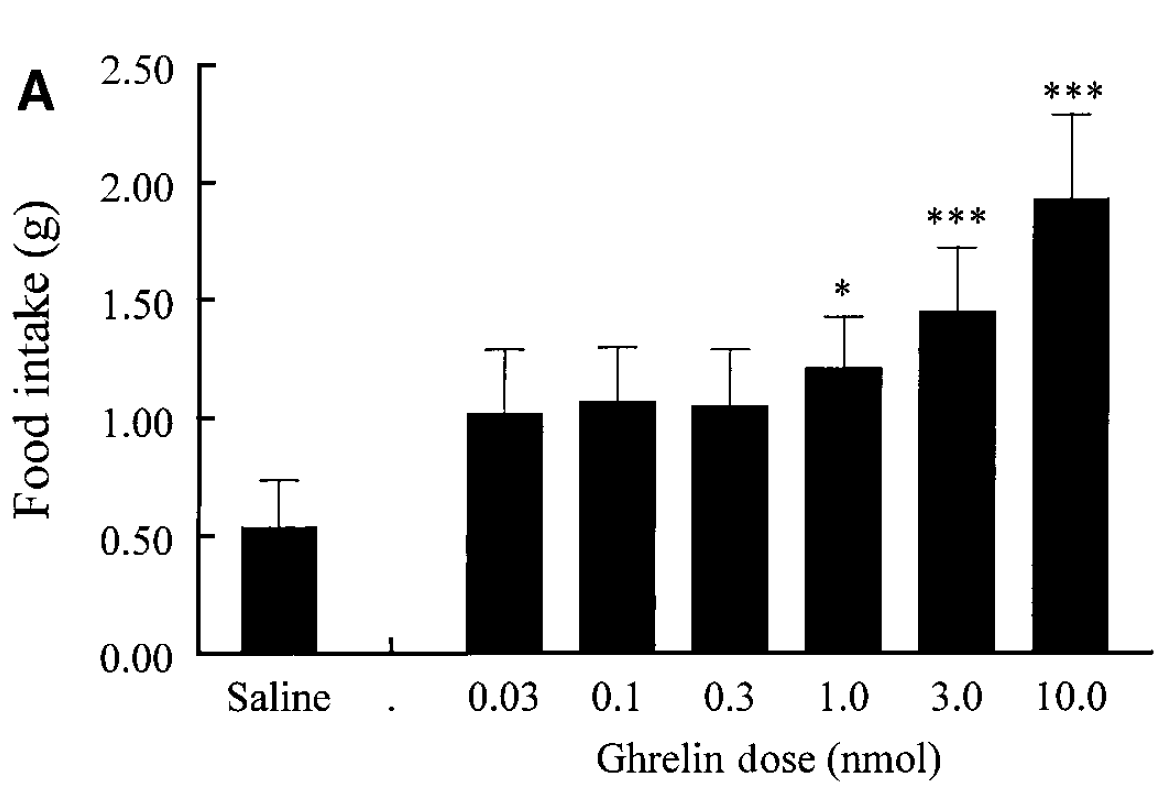 A
2.50
2.00
1.50
1.00
0.50
0.00
Food intake (g)
***
***
*
Saline . 0.03 0.1 0.3 1.0 3.0 10.0
Ghrelin dose (nmol)